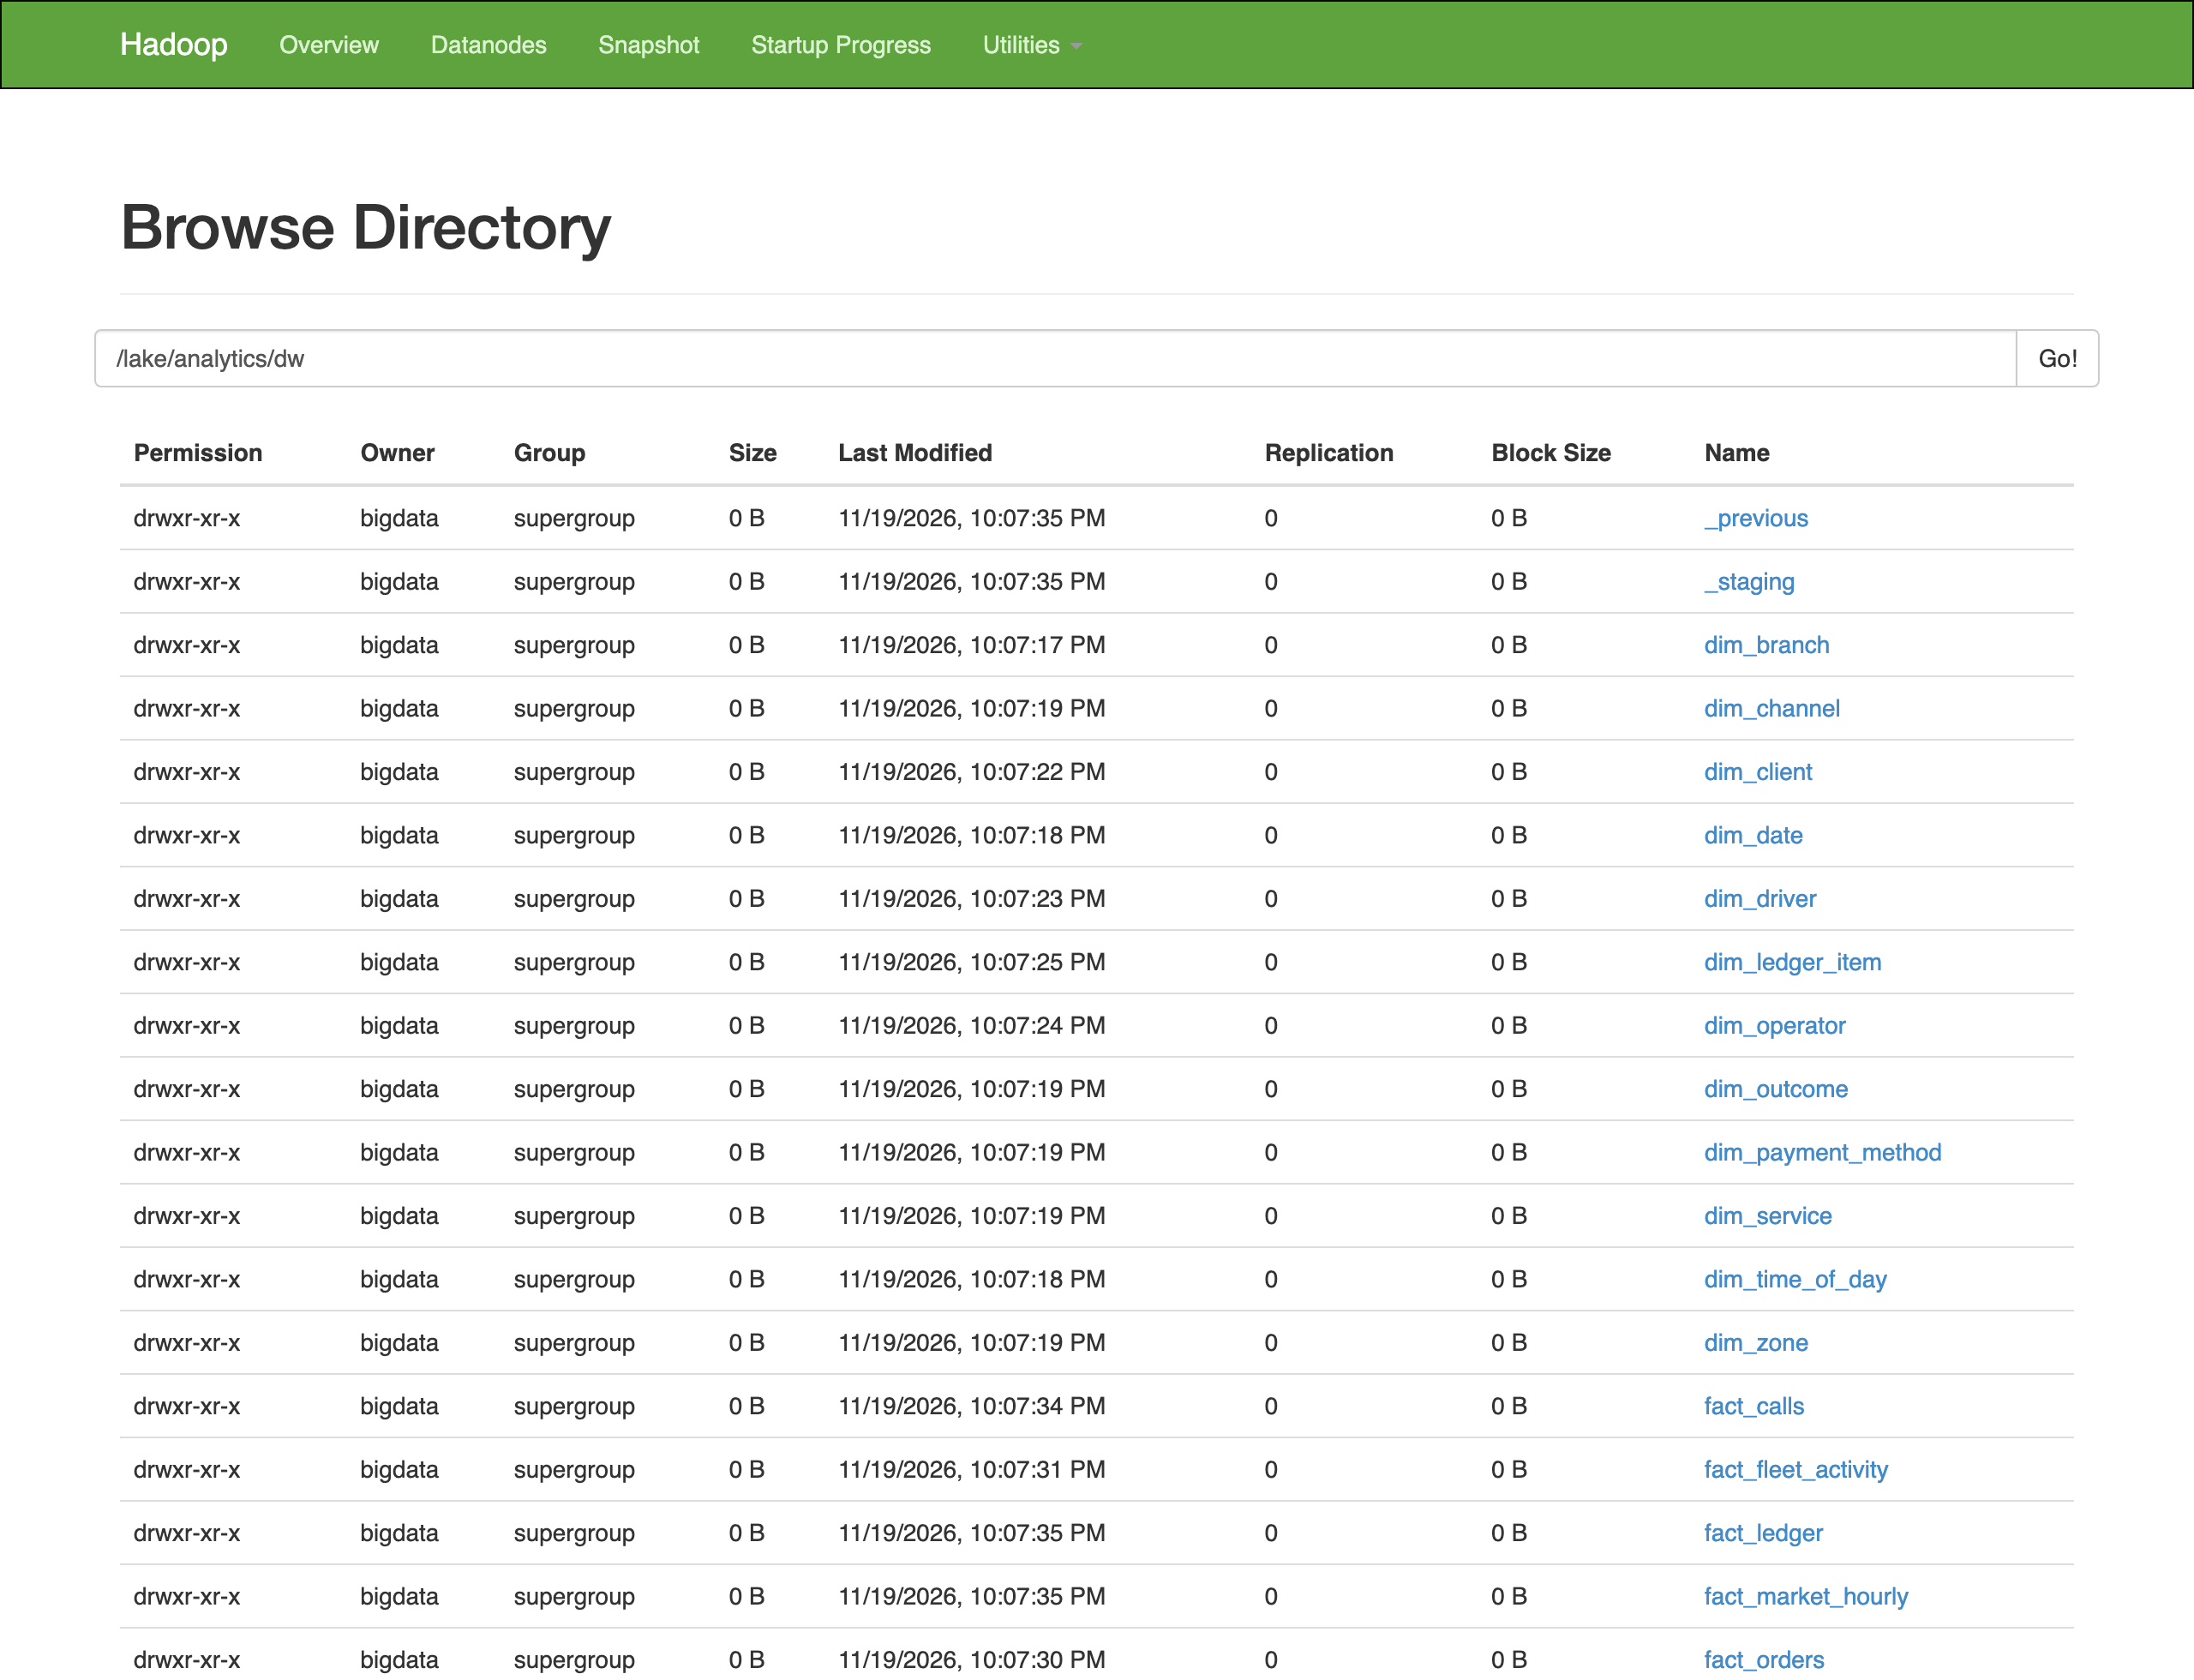 Hadoop Overview Datanodes Snapshot Startup Progress Utilities
Browse Directory
/lake/analytics/dw Go!
Permission Owner Group Size Last Modified Replication Block Size Name
drwxr-xr-x bigdata supergroup 0 B 11/19/2026, 10:07:35 PM 0 0 B _previous
drwxr-xr-x bigdata supergroup 0 B 11/19/2026, 10:07:35 PM 0 0 B _staging
drwxr-xr-x bigdata supergroup 0 B 11/19/2026, 10:07:17 PM 0 0 B dim_branch
drwxr-xr-x bigdata supergroup 0 B 11/19/2026, 10:07:19 PM 0 0 B dim_channel
drwxr-xr-x bigdata supergroup 0 B 11/19/2026, 10:07:22 PM 0 0 B dim_client
drwxr-xr-x bigdata supergroup 0 B 11/19/2026, 10:07:18 PM 0 0 B dim_date
drwxr-xr-x bigdata supergroup 0 B 11/19/2026, 10:07:23 PM 0 0 B dim_driver
drwxr-xr-x bigdata supergroup 0 B 11/19/2026, 10:07:25 PM 0 0 B dim_ledger_item
drwxr-xr-x bigdata supergroup 0 B 11/19/2026, 10:07:24 PM 0 0 B dim_operator
drwxr-xr-x bigdata supergroup 0 B 11/19/2026, 10:07:19 PM 0 0 B dim_outcome
drwxr-xr-x bigdata supergroup 0 B 11/19/2026, 10:07:19 PM 0 0 B dim_payment_method
drwxr-xr-x bigdata supergroup 0 B 11/19/2026, 10:07:19 PM 0 0 B dim_service
drwxr-xr-x bigdata supergroup 0 B 11/19/2026, 10:07:18 PM 0 0 B dim_time_of_day
drwxr-xr-x bigdata supergroup 0 B 11/19/2026, 10:07:19 PM 0 0 B dim_zone
drwxr-xr-x bigdata supergroup 0 B 11/19/2026, 10:07:34 PM 0 0 B fact_calls
drwxr-xr-x bigdata supergroup 0 B 11/19/2026, 10:07:31 PM 0 0 B fact_fleet_activity
drwxr-xr-x bigdata supergroup 0 B 11/19/2026, 10:07:35 PM 0 0 B fact_ledger
drwxr-xr-x bigdata supergroup 0 B 11/19/2026, 10:07:35 PM 0 0 B fact_market_hourly
drwxr-xr-x bigdata supergroup 0 B 11/19/2026, 10:07:30 PM 0 0 B fact_orders